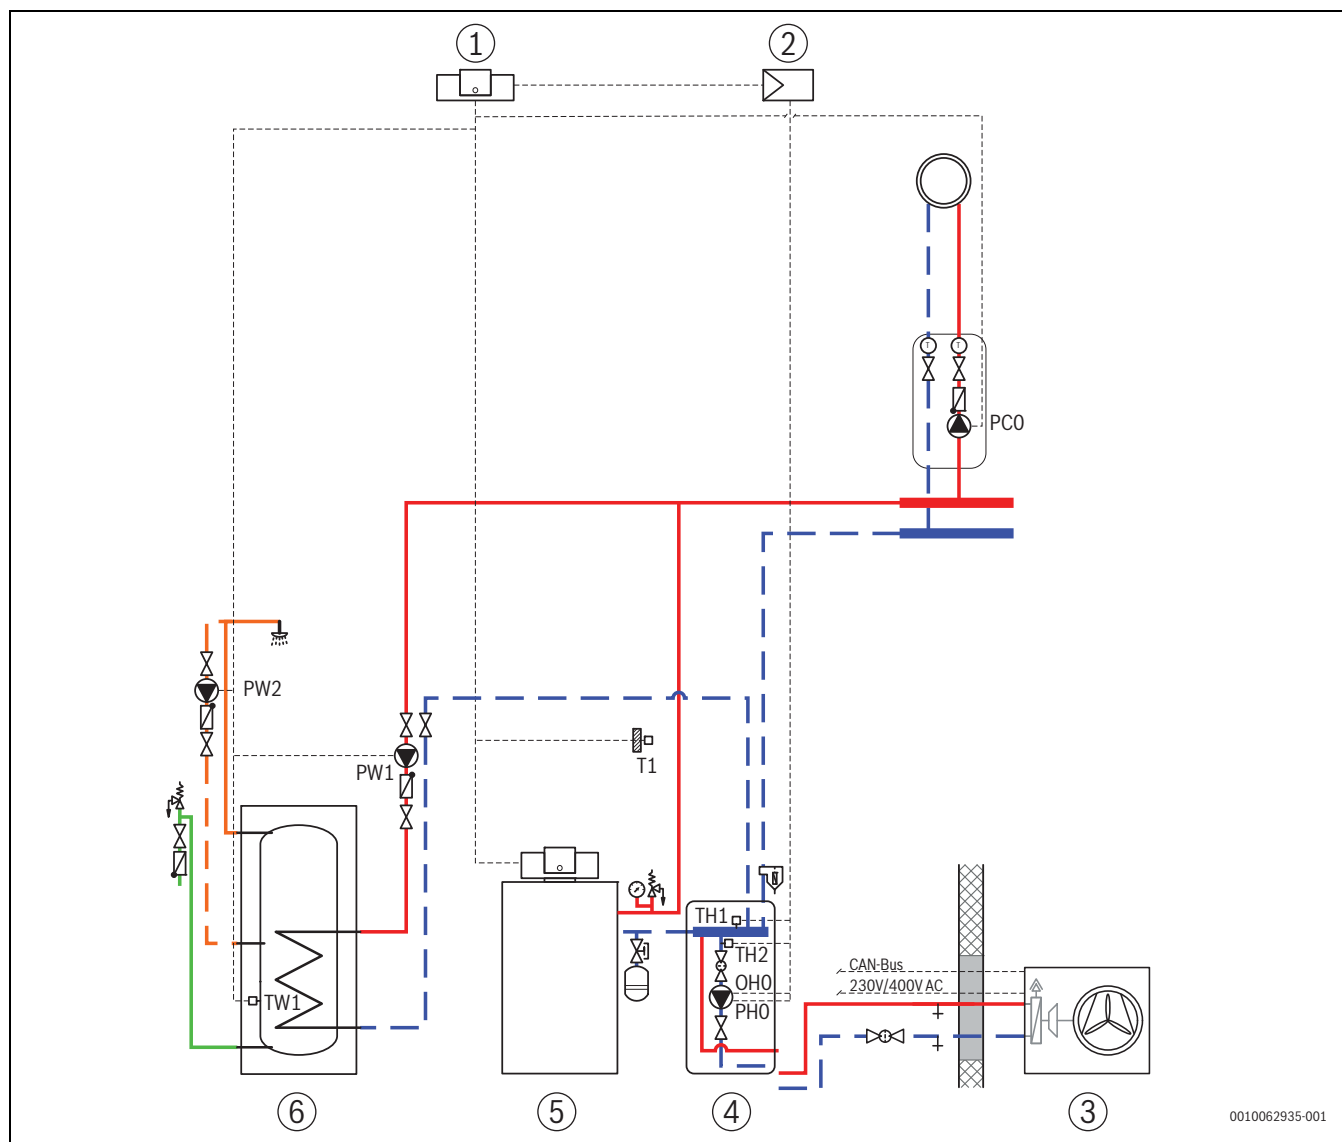 1
2
T
T
PC0
PW2
PW1
T1
TH1
TH2
CAN-Bus
OH0
230V/400V AC
TW1
PH0
6
5
4
3
0010062935-001